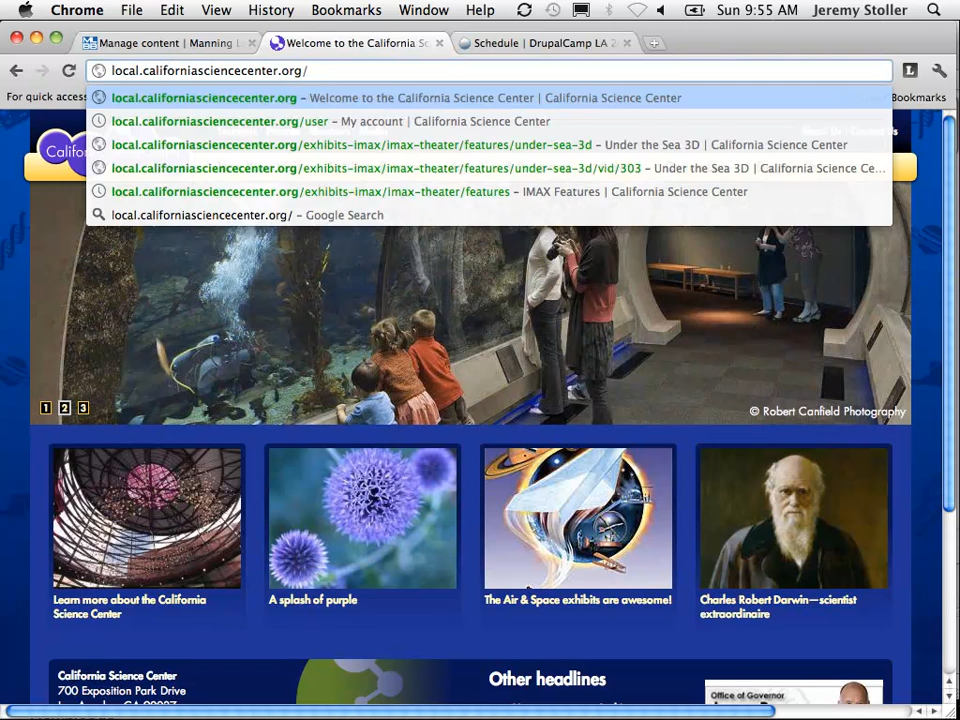 Chrome File Edit View History Bookmarks Window Help Sun 9:55 AM Jeremy Stoller
Manage content | Manning
Welcome to the California Sc
Schedule | DrupalCamp LA 2
local.californiasciencecenter.org/
For quick access
Bookmarks
local.californiasciencecenter.org – Welcome to the California Science Center | California Science Center
local.californiasciencecenter.org/user – My account | California Science Center
local.californiasciencecenter.org/exhibits-imax/imax-theater/features/under-sea-3d – Under the Sea 3D | California Science Center
local.californiasciencecenter.org/exhibits-imax/imax-theater/features/under-sea-3d/vid/303 – Under the Sea 3D | California Science Ce...
local.californiasciencecenter.org/exhibits-imax/imax-theater/features – IMAX Features | California Science Center
local.californiasciencecenter.org/ – Google Search
Calif
1 2 3
© Robert Canfield Photography
Learn more about the California
Science Center
A splash of purple
The Air & Space exhibits are awesome!
Charles Robert Darwin—scientist
extraordinaire
California Science Center
700 Exposition Park Drive
Other headlines
Office of Governor